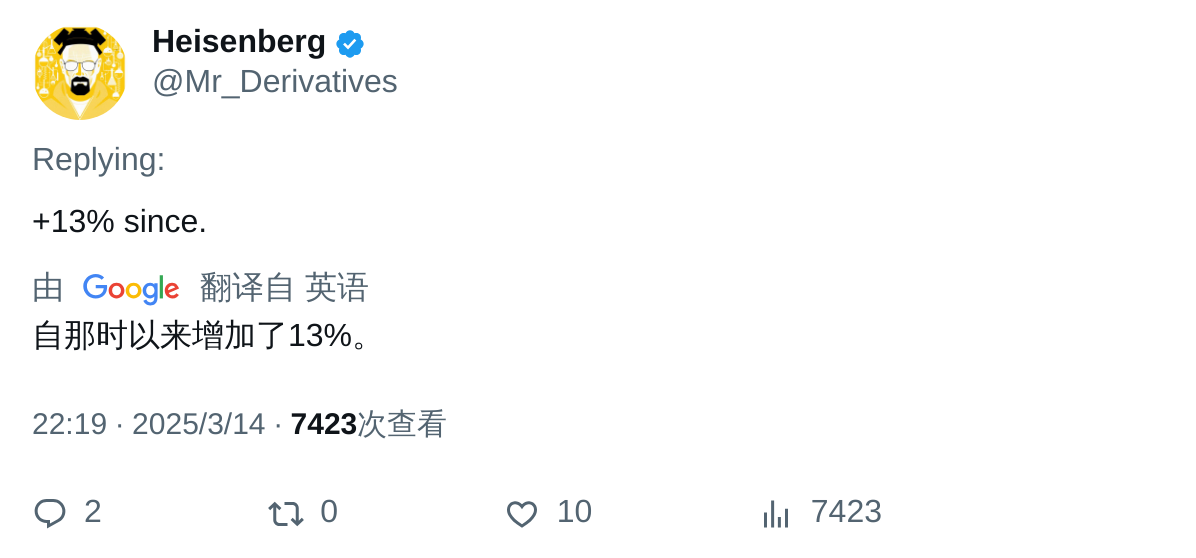 Heisenberg
@Mr_Derivatives
Replying:
+13% since.
由 Google 翻译自 英语
自那时以来增加了13%。
22:19 · 2025/3/14 · 7423次查看
2 0 10 7423